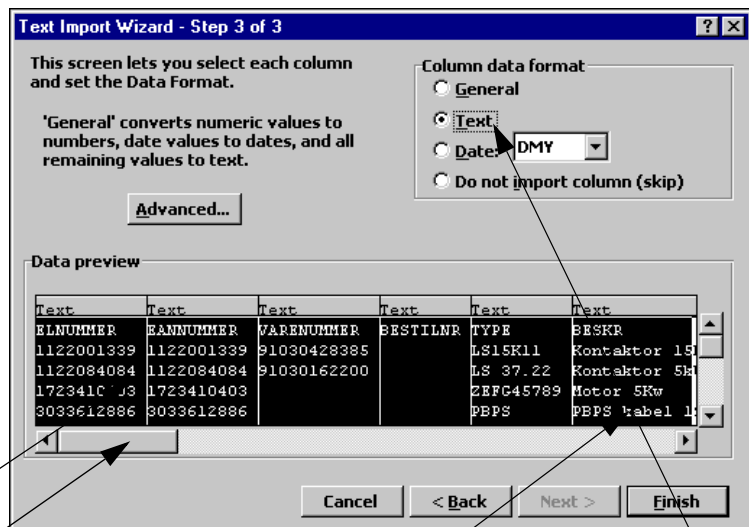 Text Import Wizard - Step 3 of 3
This screen lets you select each column
and set the Data Format.
'General' converts numeric values to
numbers, date values to dates, and all
remaining values to text.
Advanced...
Column data format
General
Text
Date: DMY
Do not import column (skip)
Data preview
Text Text Text Text Text Text
ELNUMMER EANNUMMER VARENUMMER BESTILNR TYPE BESKR
1122001339 1122001339 91030428385 LS15K11 Kontaktor
1122084084 1122084084 91030162200 LS 37.22 Kontaktor
1723410403 ZEFG45789 Motor 5Kw
3033612886 3033612886 PBPS PBPS kabel
Cancel < Back Next > Finish